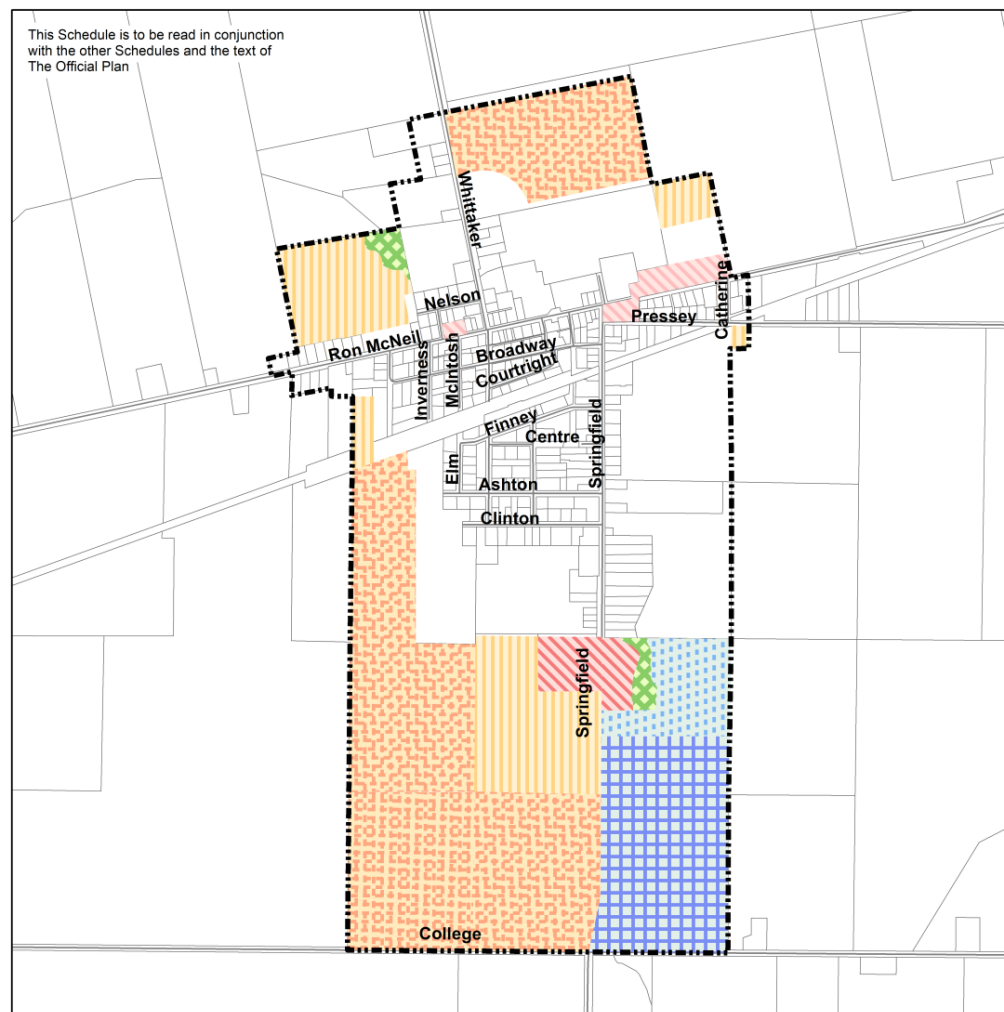 This Schedule is to be read in conjunction
with the other Schedules and the text of
The Official Plan
Whittaker
Nelson
Catherine
Pressey
Ron McNeil
Broadway
McIntosh
Inverness
Courtright
Finney
Centre
Springfield
Elm
Ashton
Clinton
Springfield
College